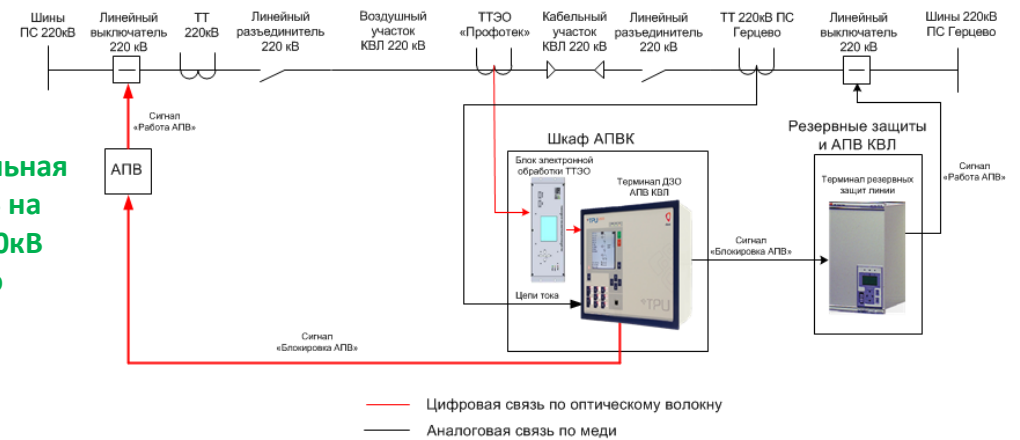 Шины
ПС 220кВ
Линейный
выключатель
220 кВ
ТТ
220кВ
Линейный
разъединитель
220 кВ
Воздушный
участок
КВЛ 220 кВ
ТТЭО
«Профотек»
Кабельный
участок
КВЛ 220 кВ
Линейный
разъединитель
220 кВ
ТТ 220кВ ПС
Герцево
Линейный
выключатель
220 кВ
Шины 220кВ
ПС Герцево
Сигнал
«Работа АПВ»
АПВ
льная
на
0кВ
Шкаф АПВК
Блок электронной
обработки ТТЭО
Терминал ДЗО
АПВ КВЛ
Цепи тока
TPU
Сигнал
«Блокировка АПВ»
Резервные защиты
и АПВ КВЛ
Терминал резервных
защит линии
Сигнал
«Работа АПВ»
Сигнал
«Блокировка АПВ»
Цифровая связь по оптическому волокну
Аналоговая связь по меди